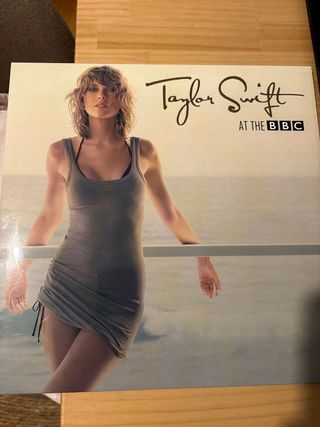 Taylor Swift
AT THE BBC